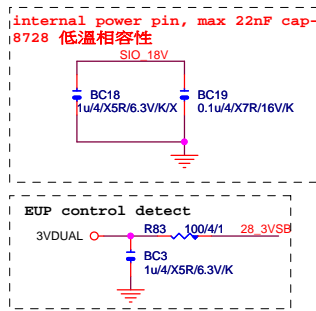 internal power pin, max 22nF cap-
8728 低溫相容性
SIO_18V
BC18
1u/4/X5R/6.3V/K/X
BC19
0.1u/4/X7R/16V/K
EUP control detect
3VDUAL
R83
100/4/1
28_3VSB
BC3
1u/4/X5R/6.3V/K